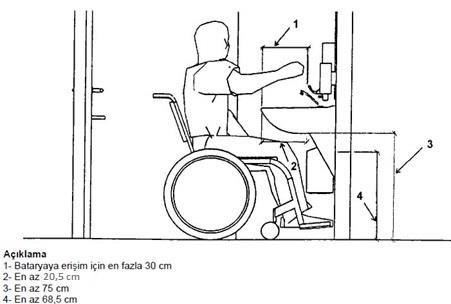 1
2
3
4
Açıklama
1- Bataryaya erişim için en fazla 30 cm
2- En az 20,5 cm
3- En az 75 cm
4- En az 68,5 cm